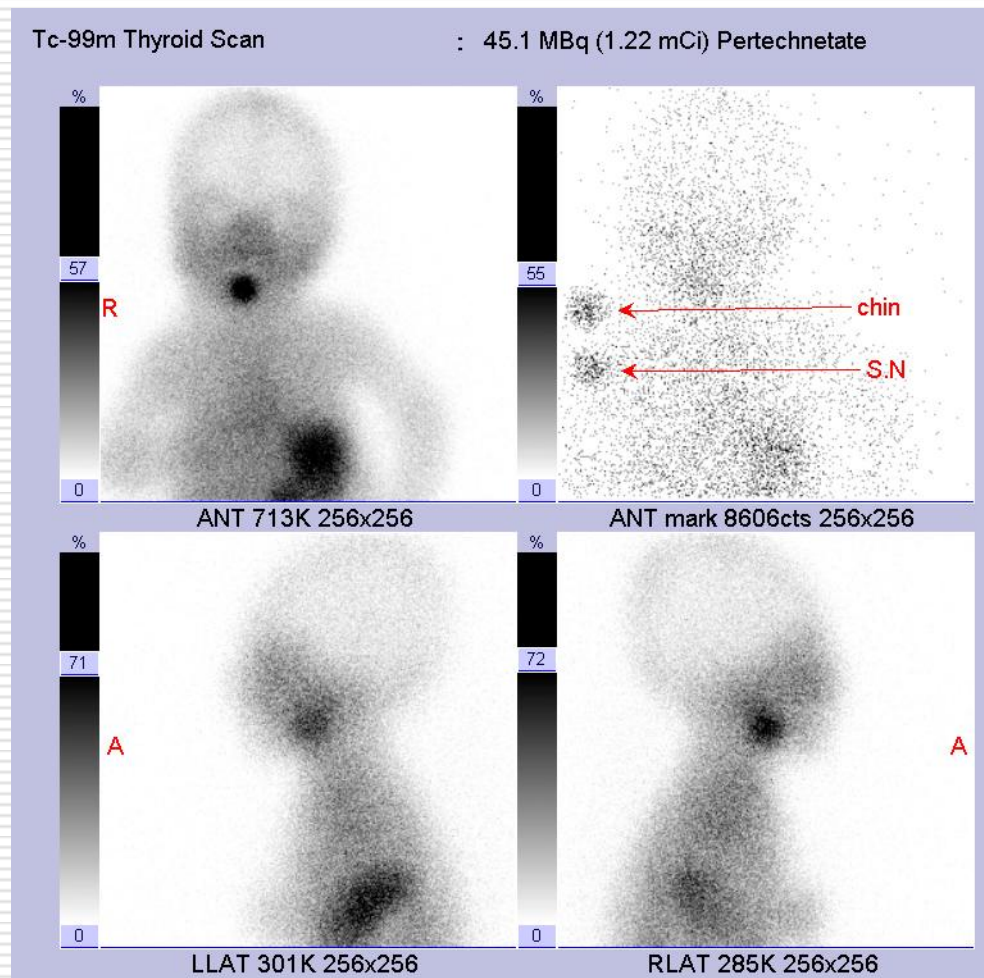 Tc-99m Thyroid Scan : 45.1 MBq (1.22 mCi) Pertechnetate
% %
57 55
R
chin
S.N
0 0
ANT 713K 256x256 ANT mark 8606cts 256x256
% %
71 72
A A
0 0
LLAT 301K 256x256 RLAT 285K 256x256